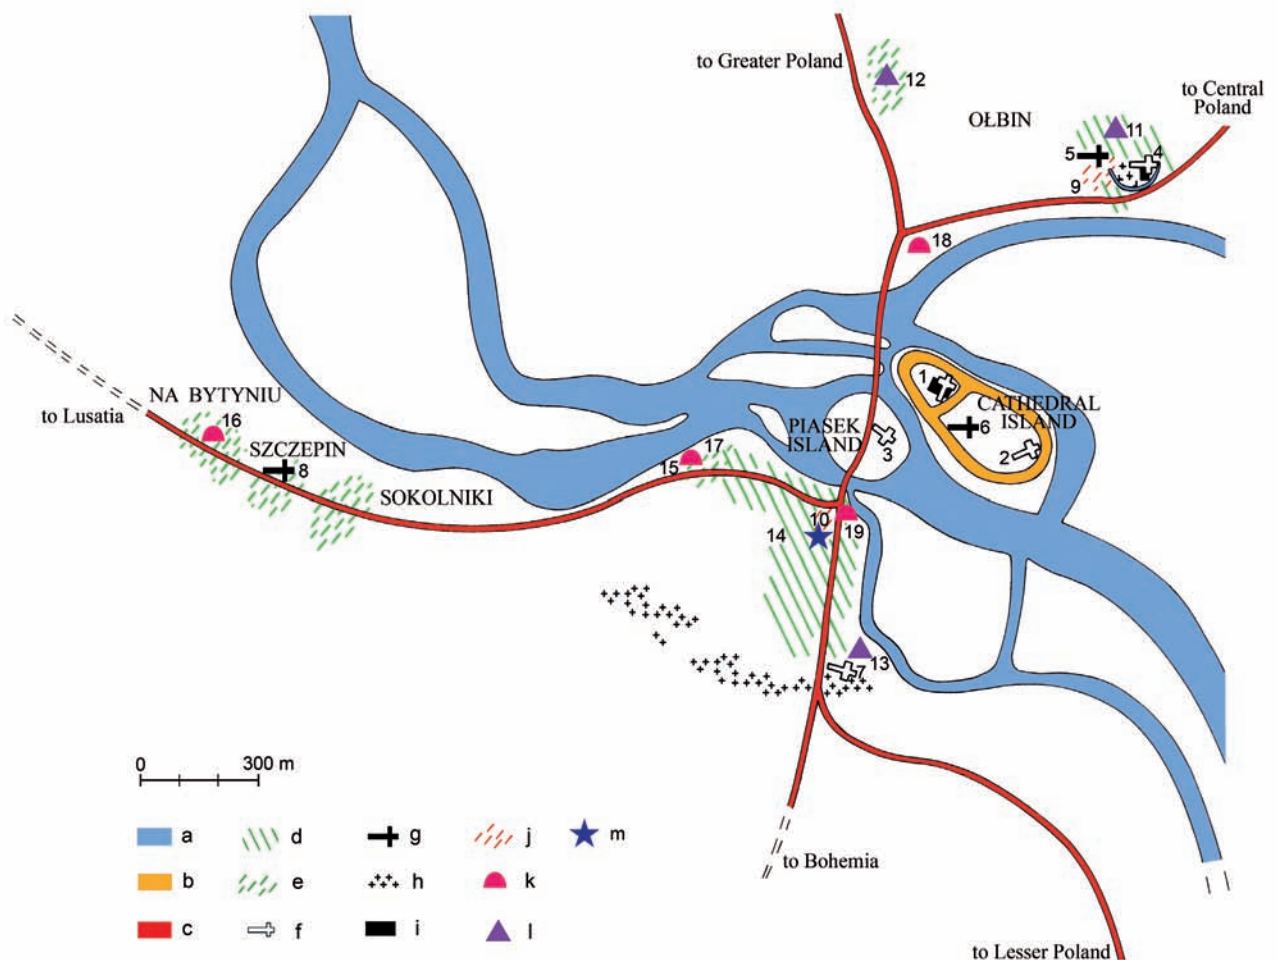 to Greater Poland
12
OŁBIN
to Central
Poland
11
5
4
9
18
NA BYTYNIU
to Lusatia
16
SZCZEPIN
8
SOKOLNIKI
17
15
PIASEK
ISLAND
3
1
CATHEDRAL
ISLAND
6
2
10
19
14
13
7
0 300 m
a d g j m
b e h k
c f i l
to Bohemia
to Lesser Poland